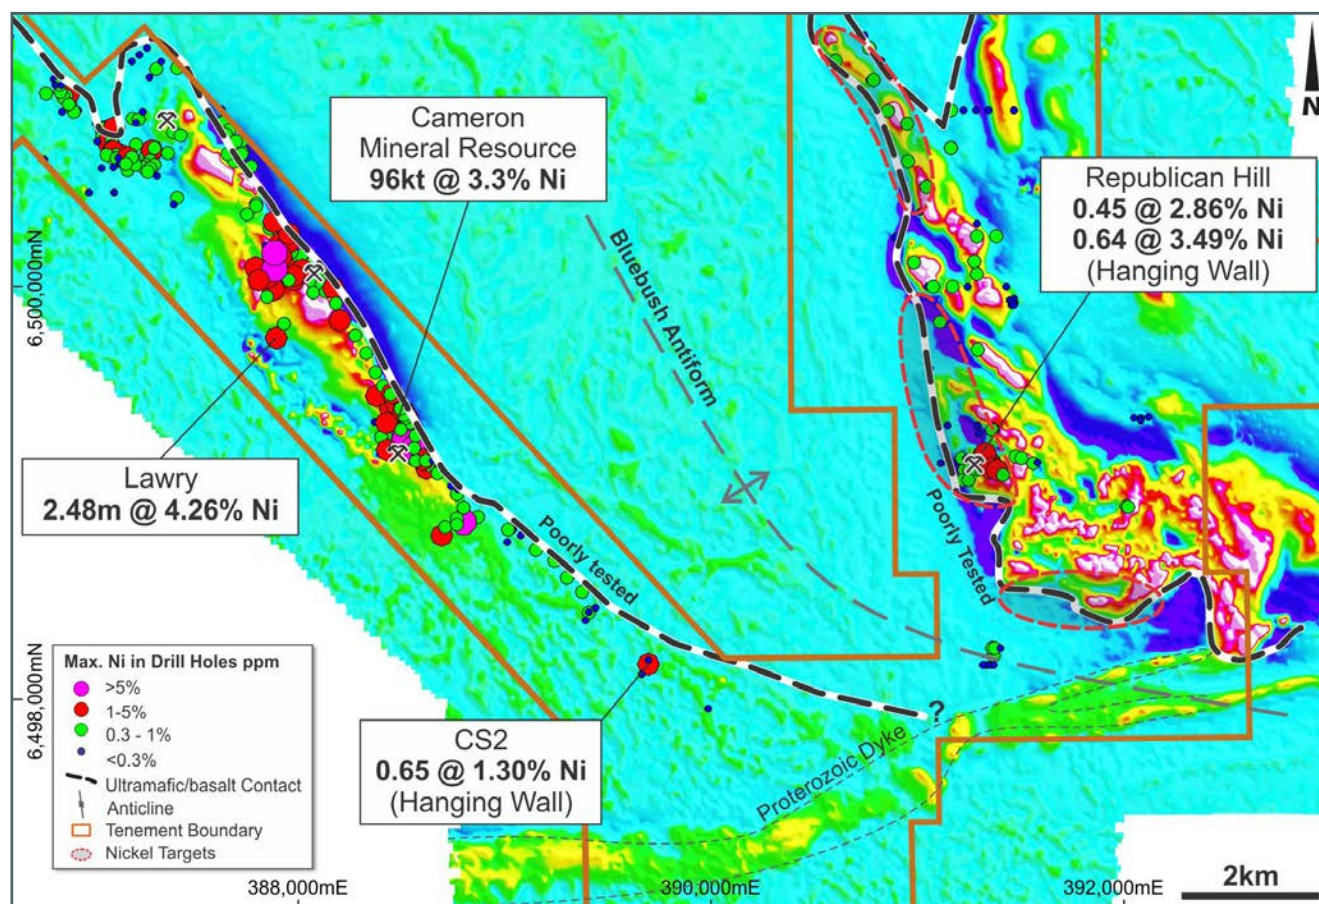 N
Cameron
Mineral Resource
96kt @ 3.3% Ni
Republican Hill
0.45 @ 2.86% Ni
0.64 @ 3.49% Ni
(Hanging Wall)
Bluebush Antiform
6,500,000mN
Lawry
2.48m @ 4.26% Ni
Poorly tested
Poorly Tested
6,498,000mN
Max. Ni in Drill Holes ppm
>5%
1-5%
0.3 - 1%
<0.3%
Ultramafic/basalt Contact
Anticline
Tenement Boundary
Nickel Targets
CS2
0.65 @ 1.30% Ni
(Hanging Wall)
?
Proterozoic Dyke
388,000mE
390,000mE
392,000mE
2km